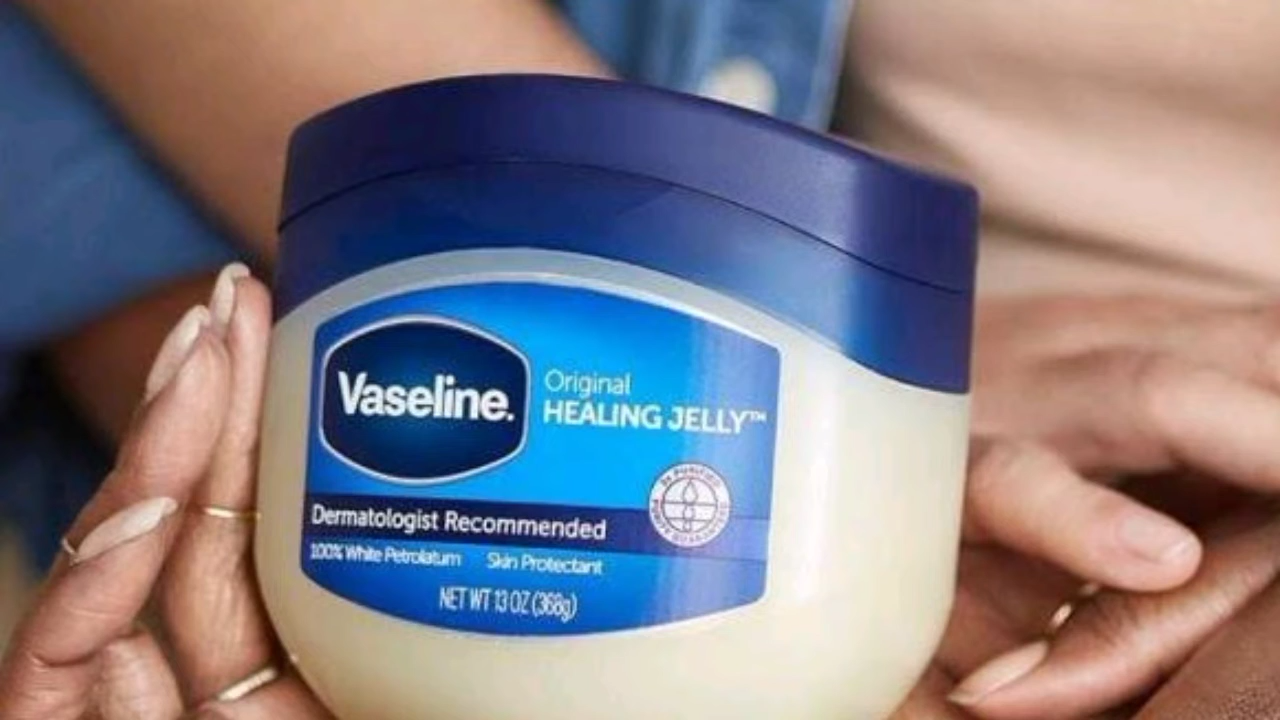 Vaseline.
Original
HEALING JELLY™
Dermatologist Recommended
100% White Petrolatum Skin Protectant
NET WT 13 OZ (368g)